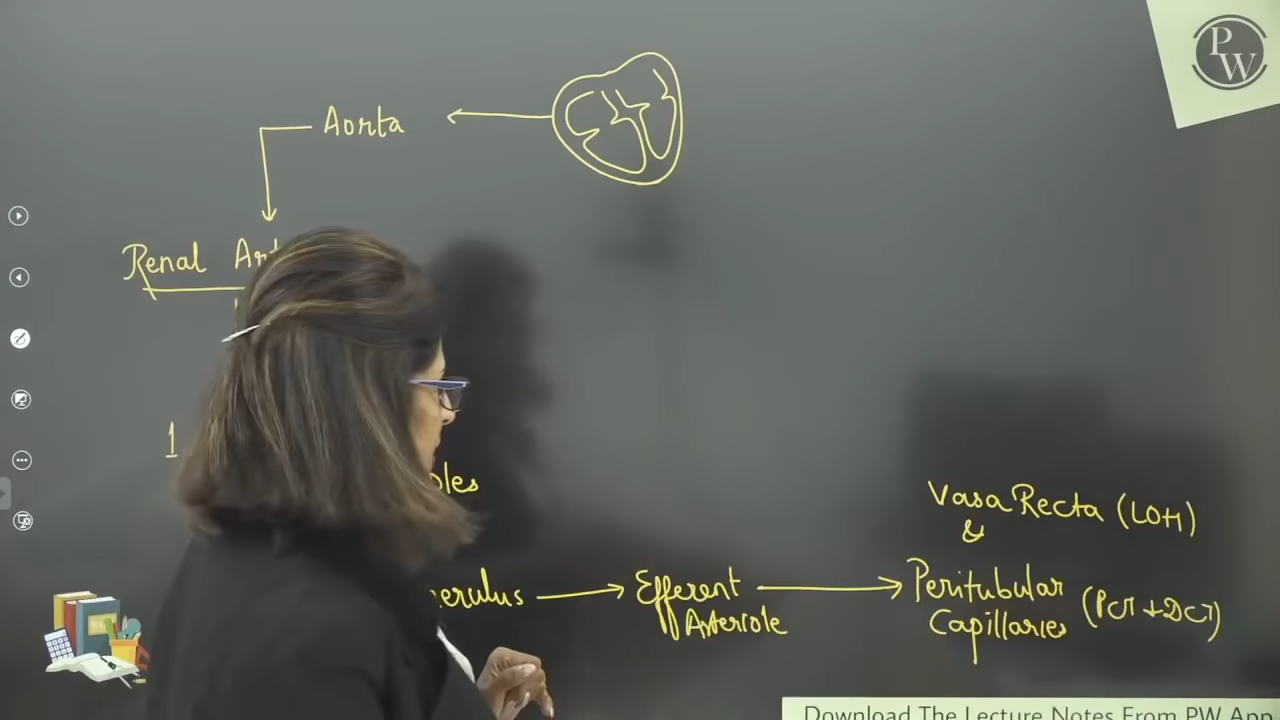 PW
Aorta
Renal
1
Vasa Recta (LOH)
&
Efferent Arteriole
Peritubular Capillaries (PCT + DCT)
Download The Lecture Notes From PW App